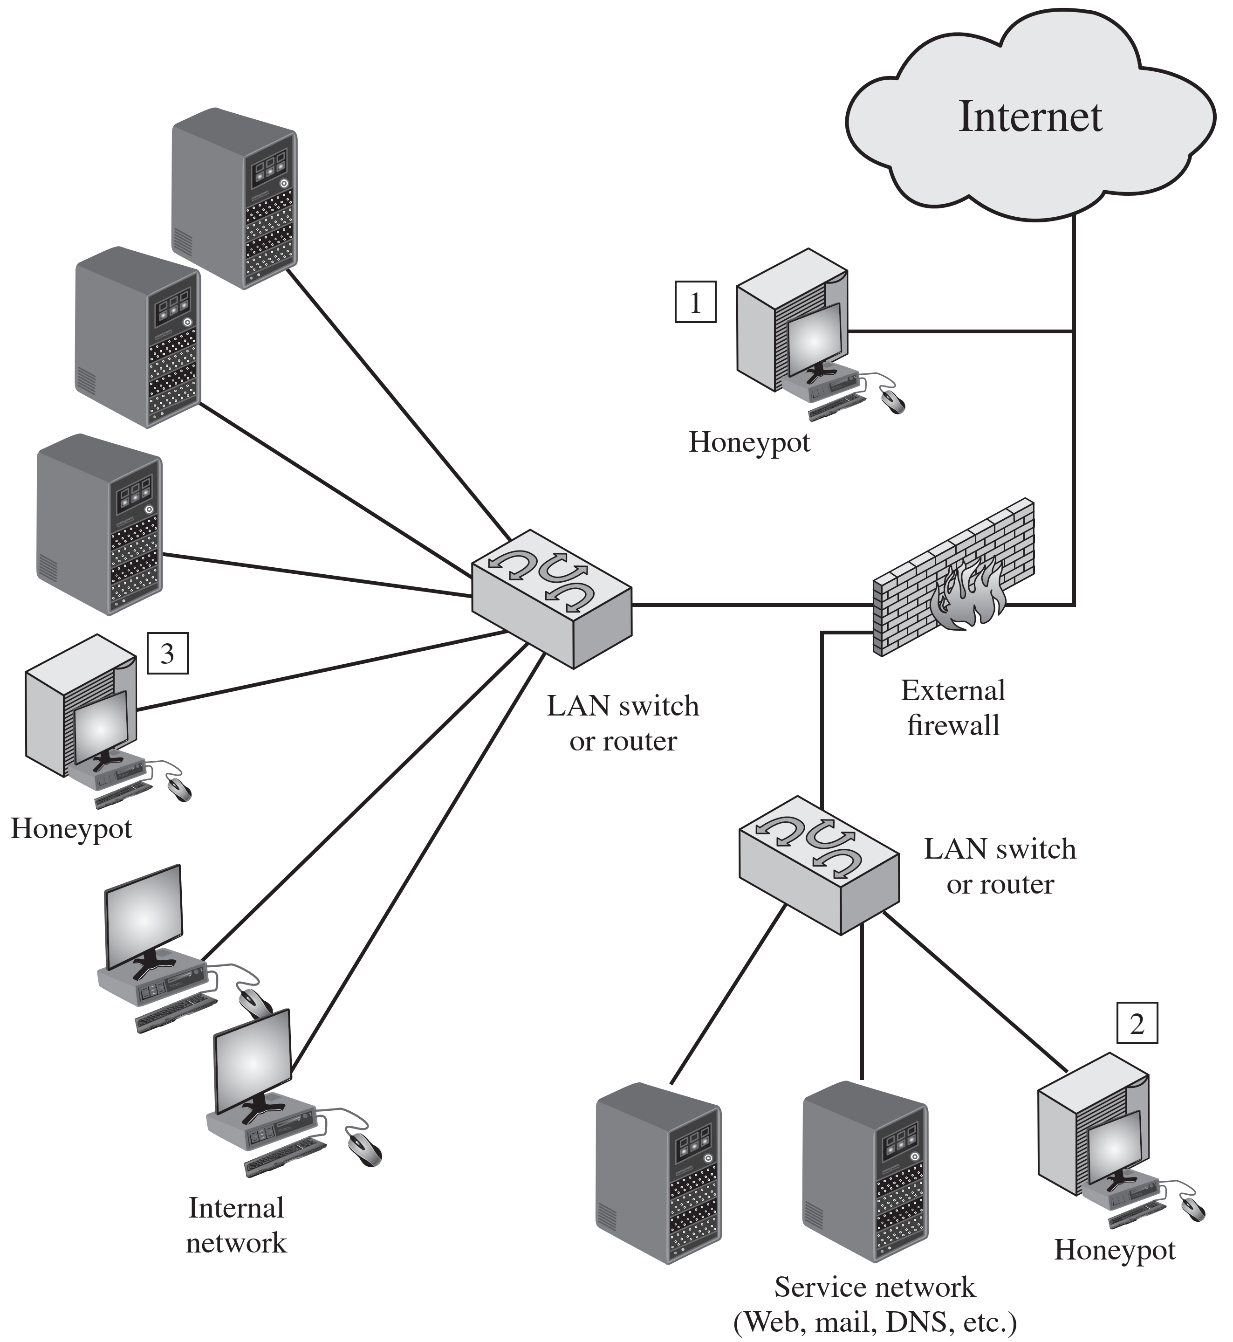 Internet
1
Honeypot
3
Honeypot
LAN switch
or router
External
firewall
LAN switch
or router
2
Honeypot
Internal
network
Service network
(Web, mail, DNS, etc.)